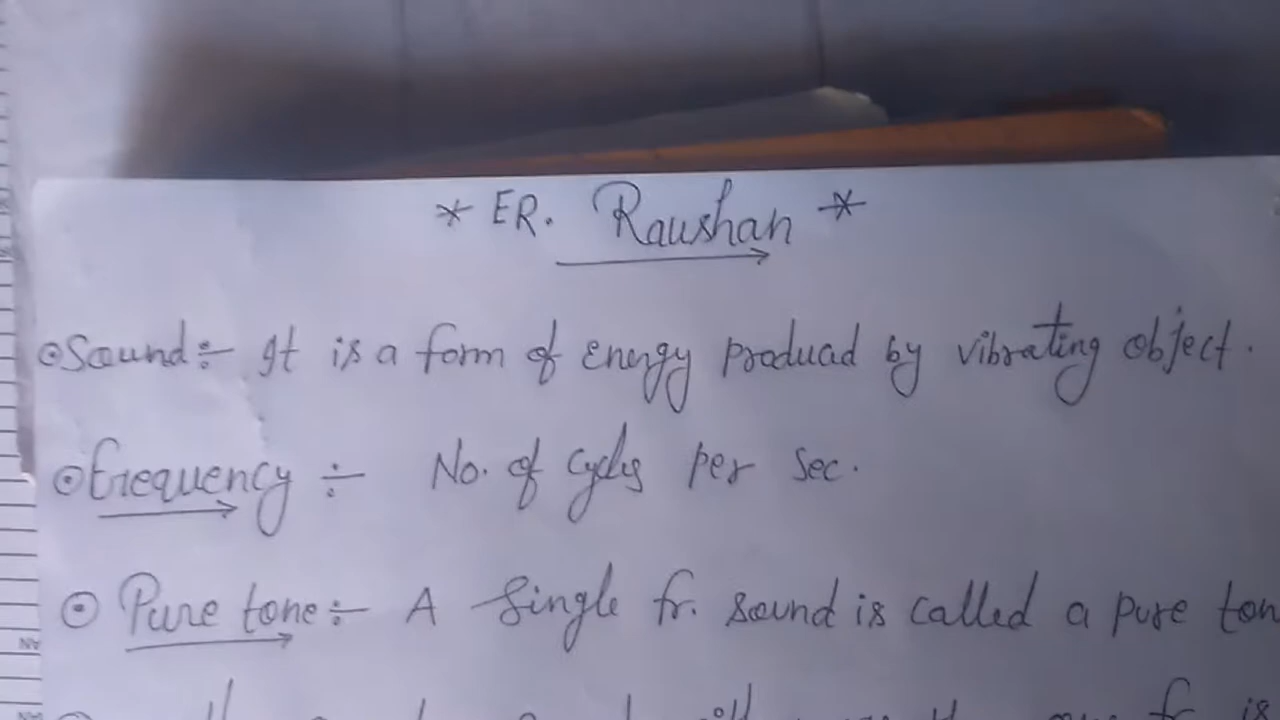 * ER. Raushan *
⊙ Sound:- It is a form of energy producd by vibrating object.
⊙ Frequency :- No. of Cycles per sec.
⊙ Pure tone:- A Single fr. sound is called a pure ton